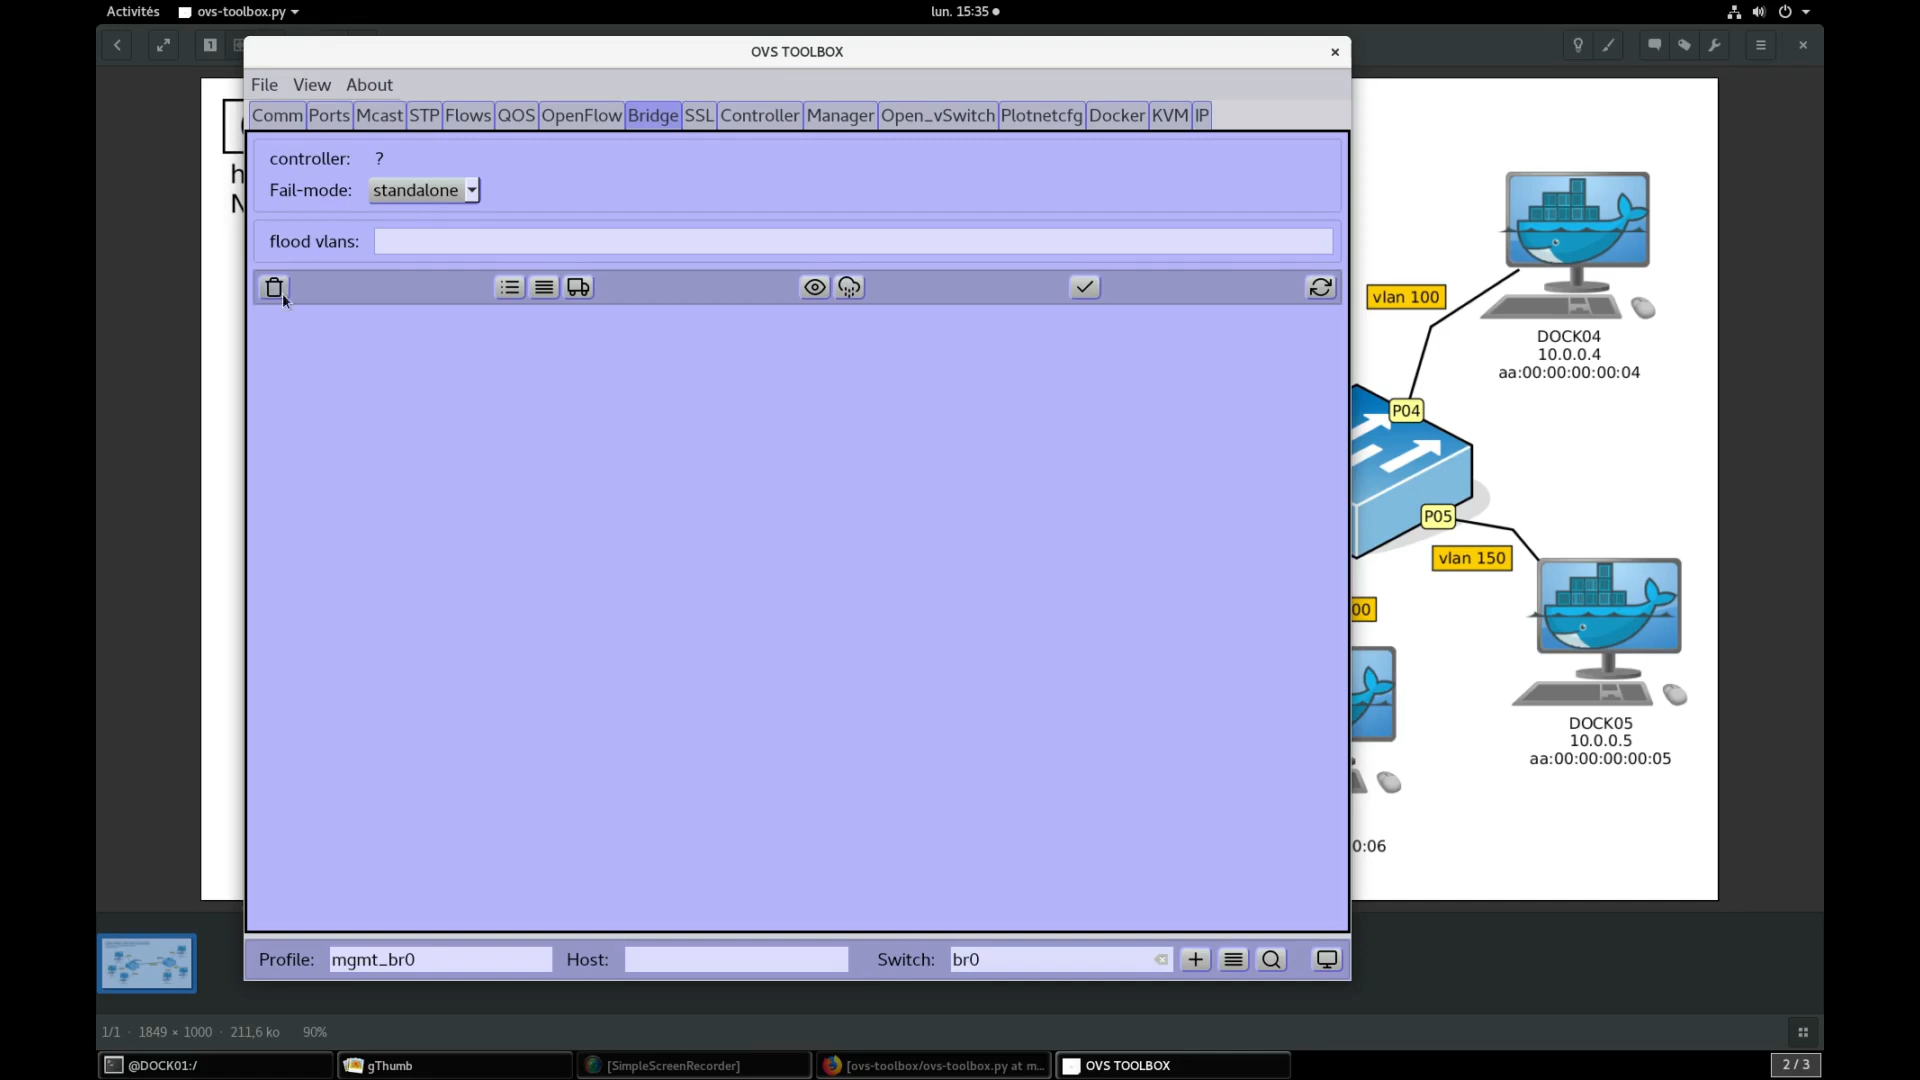 Activités ovs-toolbox.py lun. 15:35
OVS TOOLBOX
File View About
Comm Ports Mcast STP Flows QOS OpenFlow Bridge SSL Controller Manager Open_vSwitch Plotnetcfg Docker KVM IP
controller: ?
Fail-mode: standalone
flood vlans:
vlan 100
DOCK04
10.0.0.4
aa:00:00:00:00:04
P04
P05
vlan 150
00
DOCK05
10.0.0.5
aa:00:00:00:00:05
0:06
Profile: mgmt_br0 Host: Switch: br0
1/1 · 1849 × 1000 · 211,6 ko 90%
@DOCK01:/ gThumb [SimpleScreenRecorder] [ovs-toolbox/ovs-toolbox.py at m... OVS TOOLBOX 2 / 3